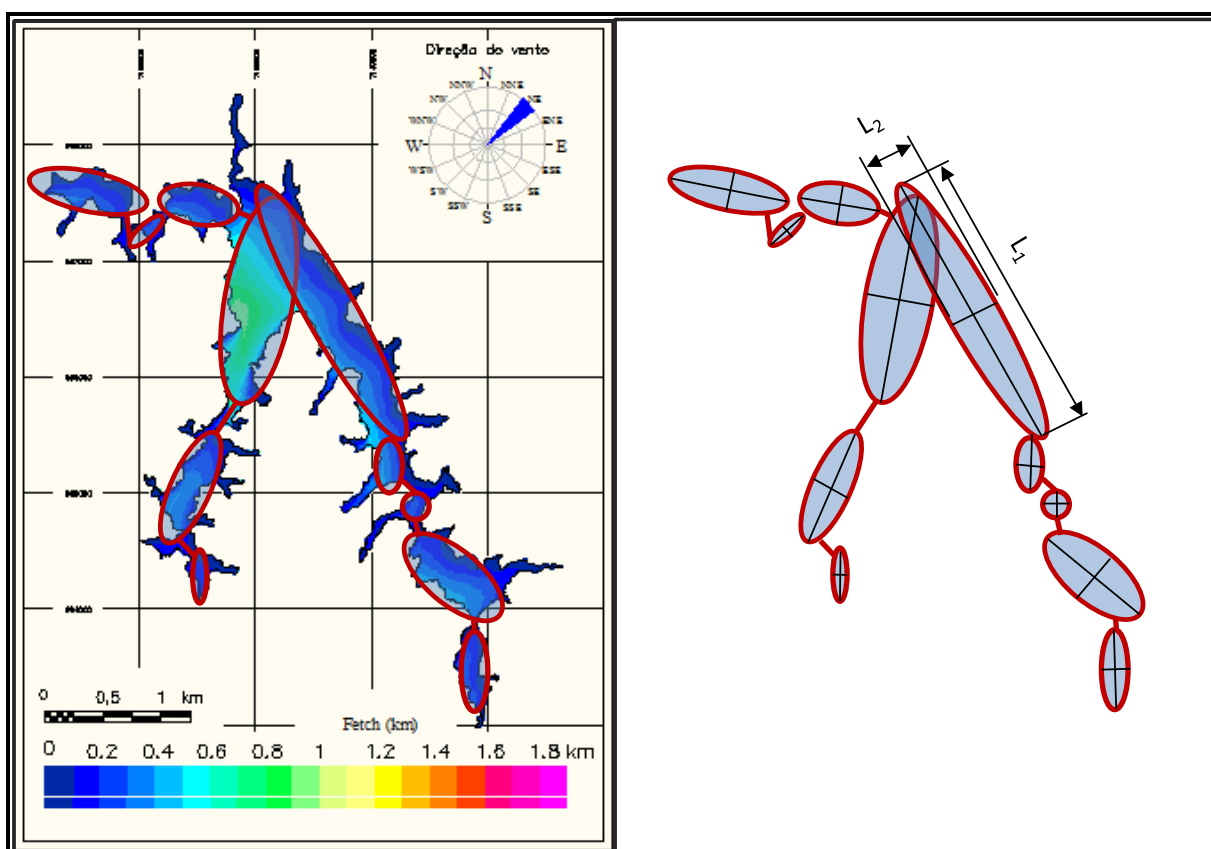 Direção do vento
N
NNW
NNE
NW
NE
WNW
ENE
W
E
WSW
ESE
SW
SE
SSW
SSE
S
0 0,5 1 km
Fetch (km)
0 0.2 0.4 0.6 0.8 1 1.2 1.4 1.6 1.8 km
L2
L1